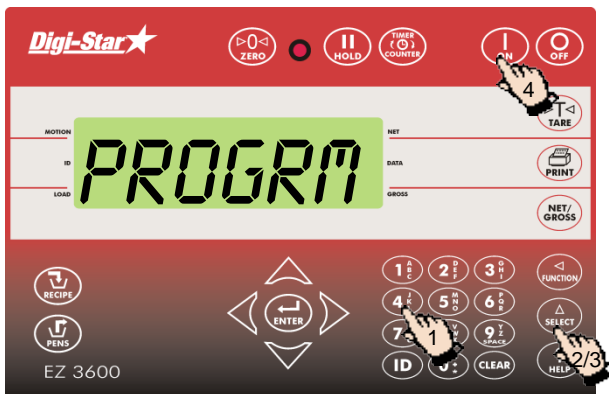 Digi-Star
ZERO
HOLD
TIMER
COUNTER
ON
OFF
4
T
TARE
MOTION
NET
ID
PROGRM
DATA
PRINT
LOAD
GROSS
NET/
GROSS
1 A B C
2 D E F
3 G H I
FUNCTION
RECIPE
4 J K
5 M N O
6 P Q R
SELECT
ENTER
7
1
9 Y Z
SPACE
PENS
2/3
ID
0
CLEAR
HELP
EZ 3600